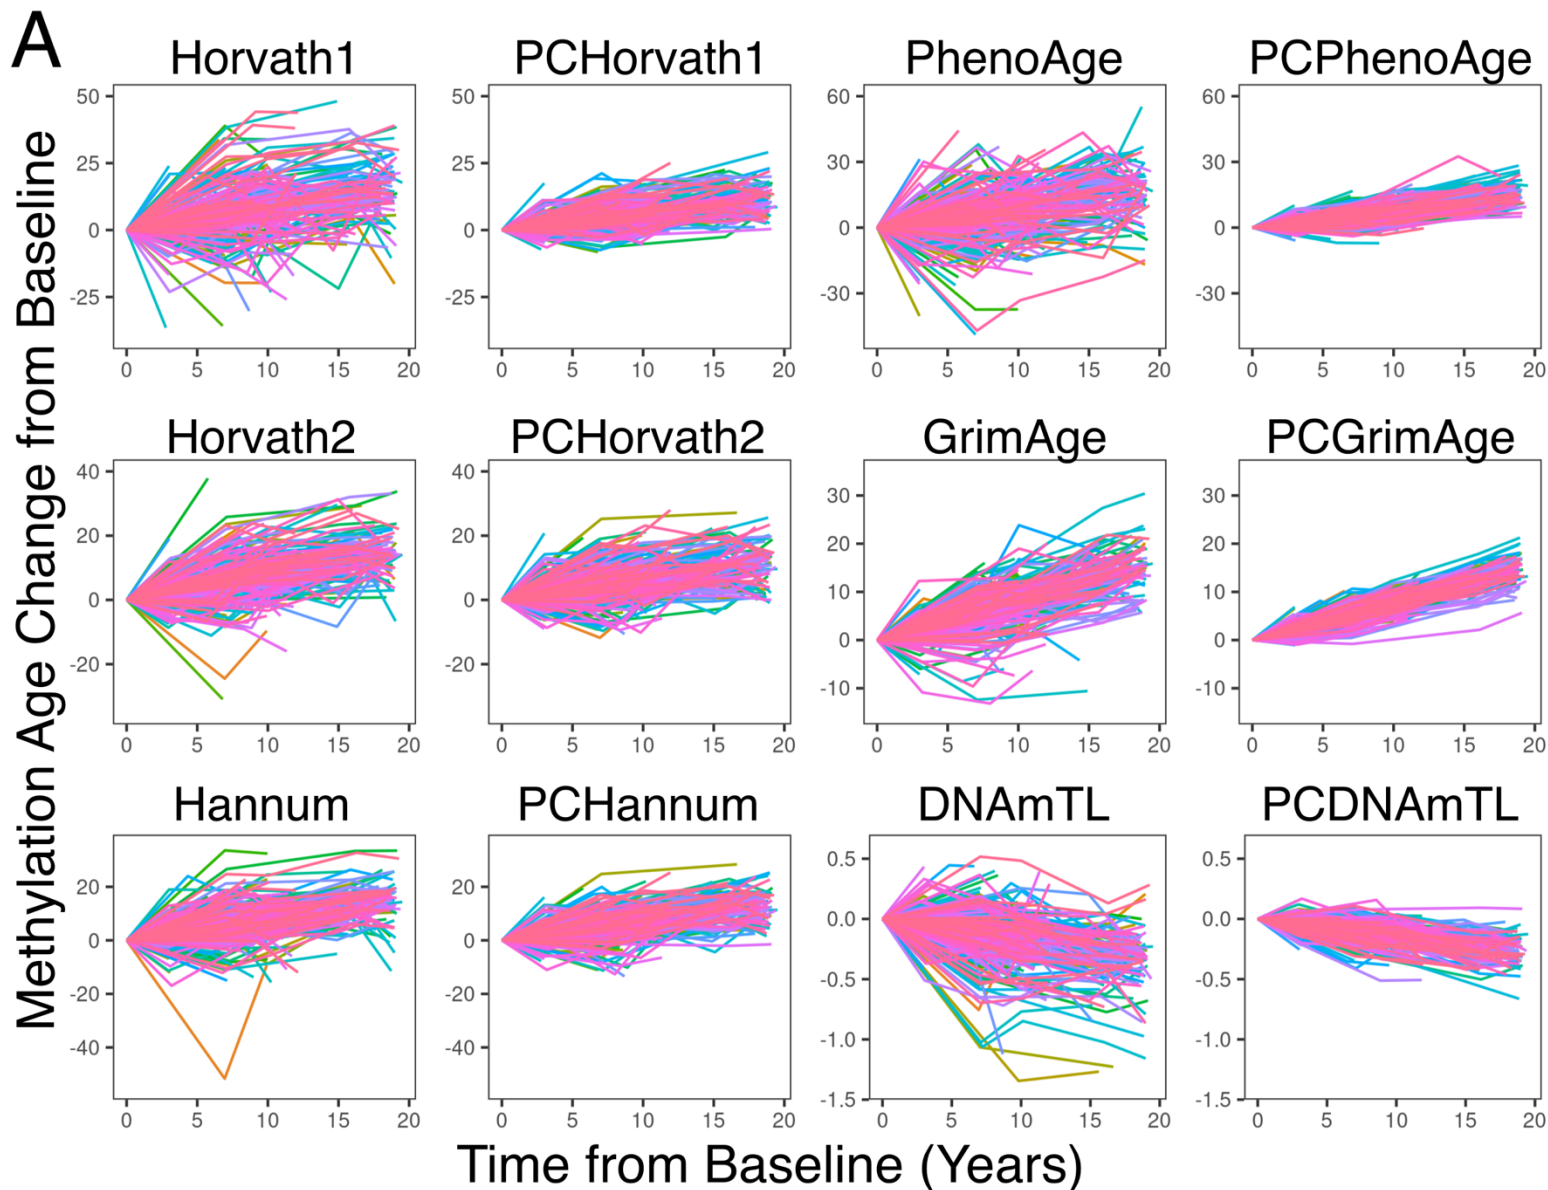 A
Horvath1 PCHorvath1 PhenoAge PCPhenoAge
50 50 60 60
25 25 30 30
0 0 0 0
-25 -25 -30 -30
0 5 10 15 20 0 5 10 15 20 0 5 10 15 20 0 5 10 15 20
Horvath2 PCHorvath2 GrimAge PCGrimAge
40 40 30 30
20 20 20 20
0 0 10 10
-20 -20 0 0
-10 -10
0 5 10 15 20 0 5 10 15 20 0 5 10 15 20 0 5 10 15 20
Hannum PCHannum DNAmTL PCDNAmTL
20 20 0.5 0.5
0 0 0.0 0.0
-20 -20 -0.5 -0.5
-40 -40 -1.0 -1.0
-1.5 -1.5
0 5 10 15 20 0 5 10 15 20 0 5 10 15 20 0 5 10 15 20
Methylation Age Change from Baseline
Time from Baseline (Years)